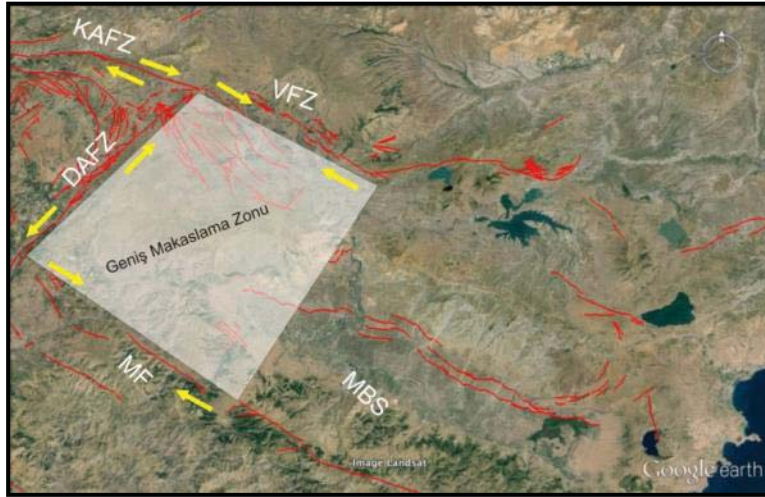 KAFZ
N
VFZ
DAFZ
Geniş Makaslama Zonu
MF
MBS
Image Landsat
Google earth